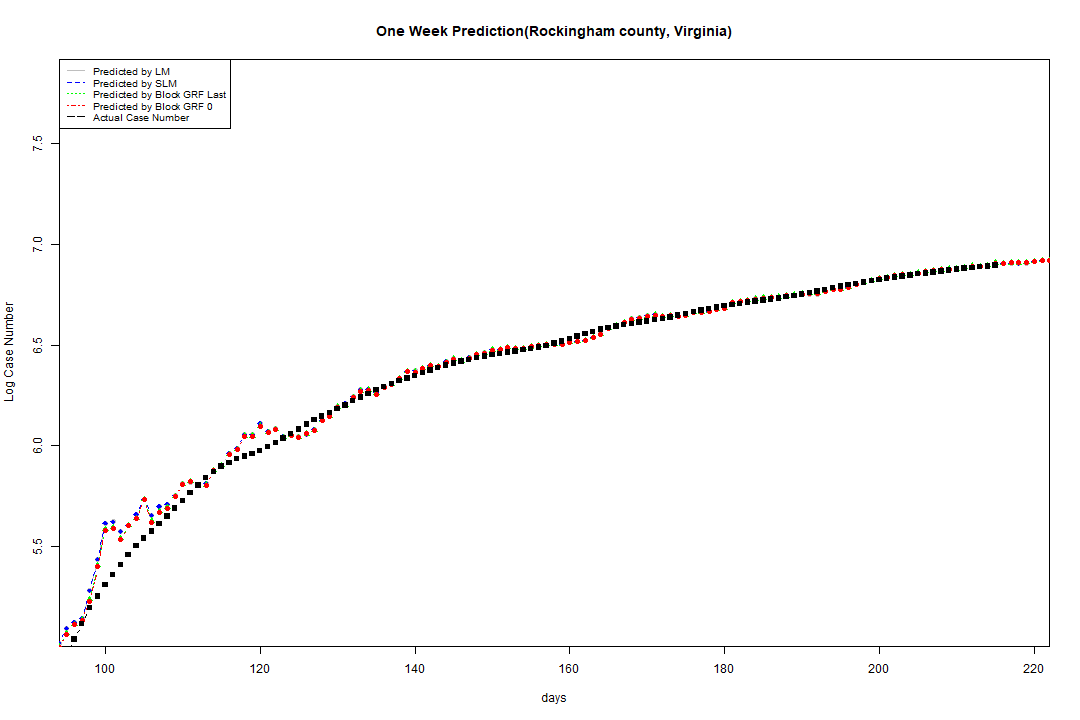 One Week Prediction(Rockingham county, Virginia)
Predicted by LM
Predicted by SLM
Predicted by Block GRF Last
Predicted by Block GRF 0
Actual Case Number
Log Case Number
7.5
7.0
6.5
6.0
5.5
100 120 140 160 180 200 220
days